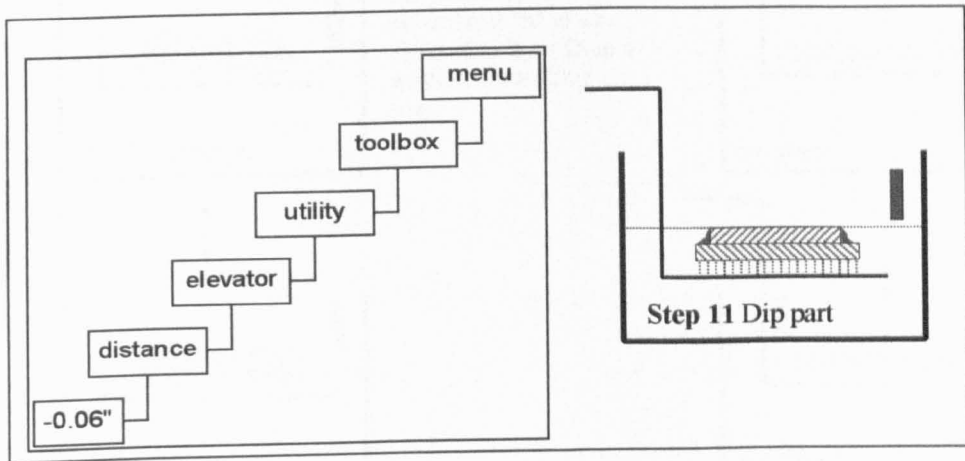 menu
toolbox
utility
elevator
distance
-0.06"
Step 11 Dip part